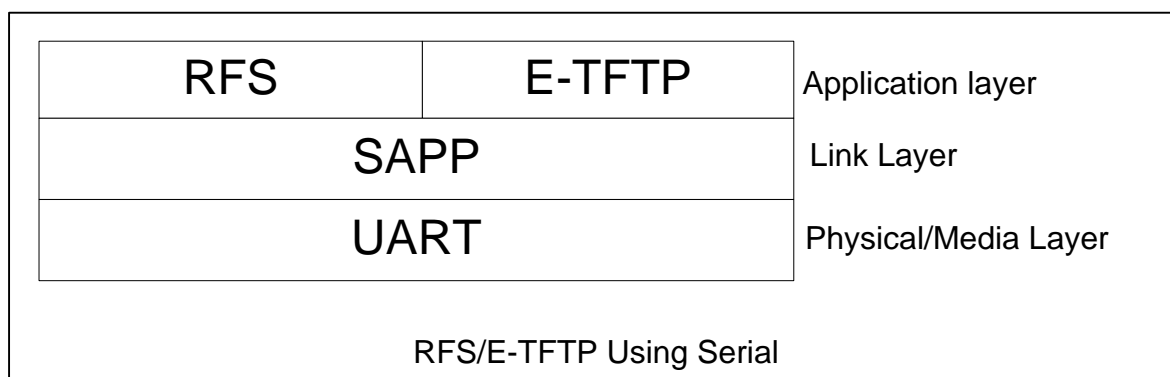 RFS E-TFTP Application layer
SAPP Link Layer
UART Physical/Media Layer
RFS/E-TFTP Using Serial